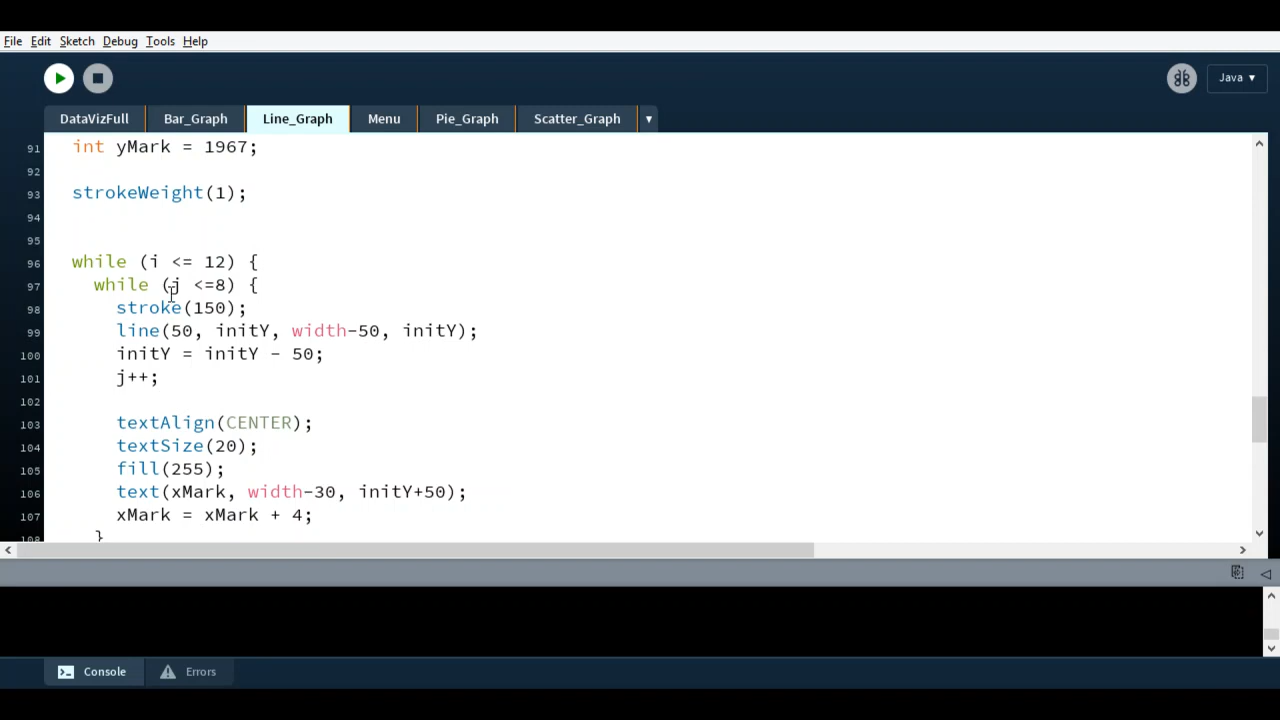 File Edit Sketch Debug Tools Help
Java ▾
DataVizFull Bar_Graph Line_Graph Menu Pie_Graph Scatter_Graph ▾
91 int yMark = 1967;
92
93 strokeWeight(1);
94
95
96 while (i <= 12) {
97 while (j <=8) {
98 stroke(150);
99 line(50, initY, width-50, initY);
100 initY = initY - 50;
101 j++;
102
103 textAlign(CENTER);
104 textSize(20);
105 fill(255);
106 text(xMark, width-30, initY+50);
107 xMark = xMark + 4;
108 }
Console Errors